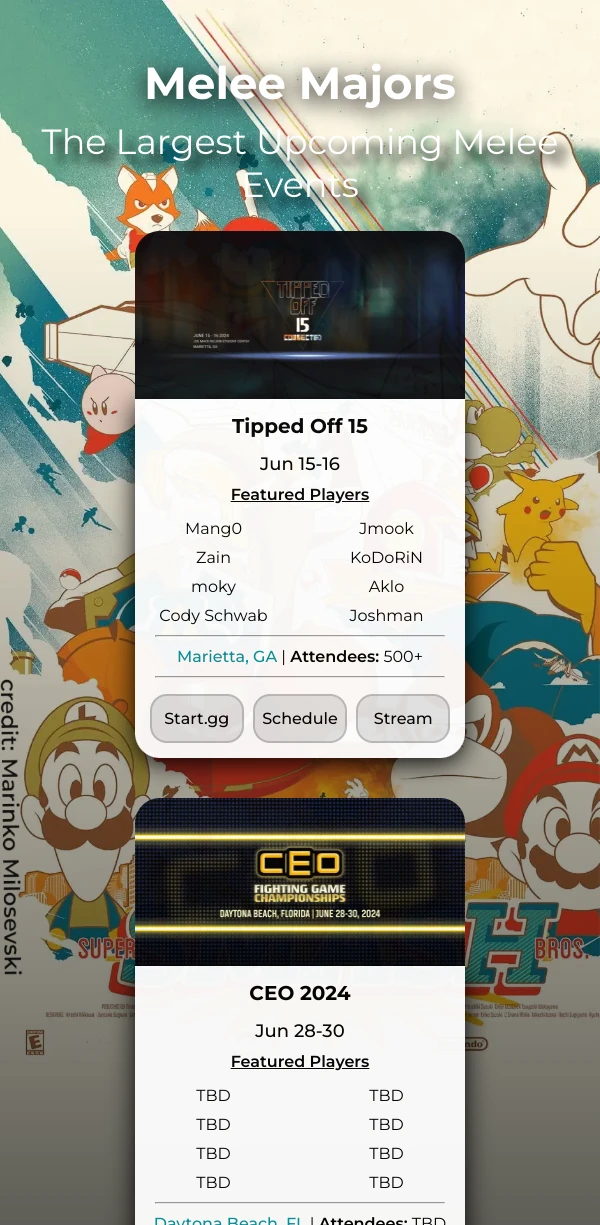 Melee Majors
The Largest Upcoming Melee
Events
TIPPED
OFF
15
CONNECTED
JUNE 15 - 16 2024
MARIETTA, GA
Tipped Off 15
Jun 15-16
Featured Players
Mang0 Jmook
Zain KoDoRiN
moky Aklo
Cody Schwab Joshman
Marietta, GA | Attendees: 500+
Start.gg Schedule Stream
credit: Marinko Milosevski
CEO
FIGHTING GAME
CHAMPIONSHIPS
DAYTONA BEACH, FLORIDA | JUNE 28-30, 2024
SUPER
H
BROS.
E
CEO 2024
Jun 28-30
Featured Players
TBD TBD
TBD TBD
TBD TBD
TBD TBD
Daytona Beach, FL | Attendees: TBD